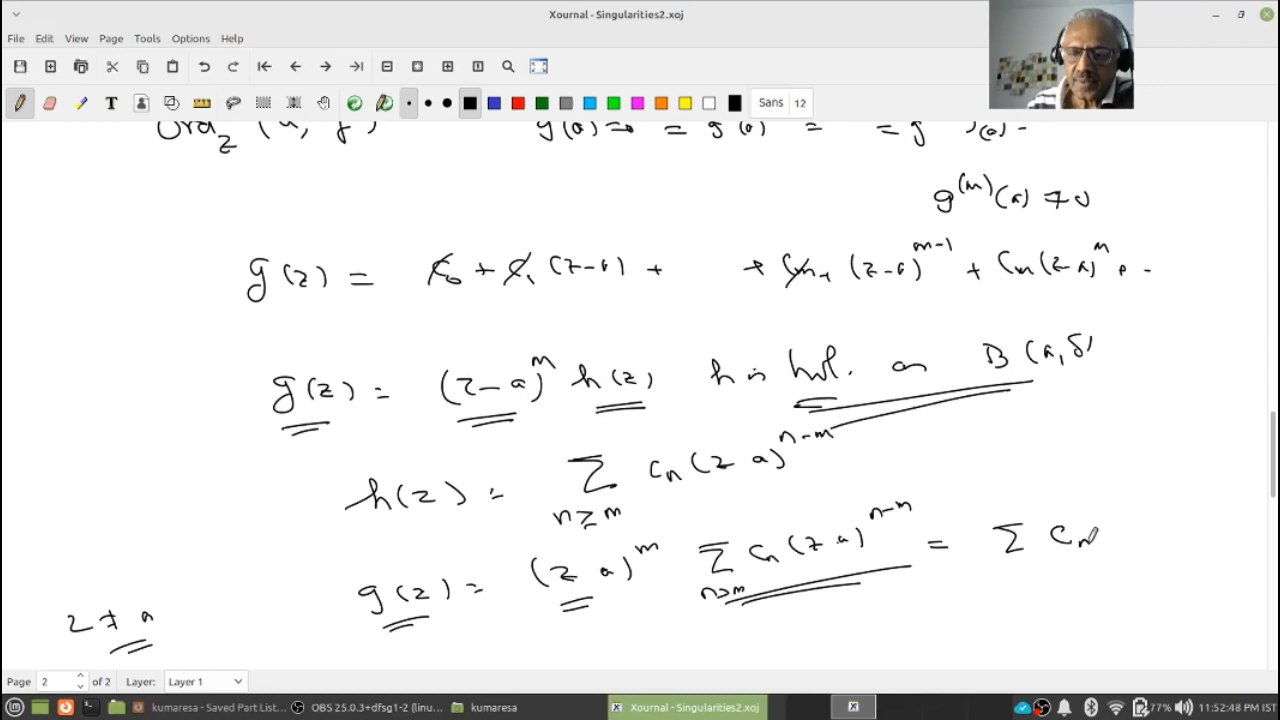 Xournal - Singularities2.xoj
File Edit View Page Tools Options Help
Sans 12
g^(m)(a) ≠ 0
g(z) = c₀ + c₁ (z-a) + + c_{m-1} (z-a)^{m-1} + c_m (z-a)^m + - -
g(z) = (z-a)^m h(z) h is hol. on B(a,δ)
h(z) = Σ_{n≥m} c_n (z a)^{n-m}
g(z) = (z a)^m Σ_{n≥m} c_n (z a)^{n-m} = Σ c_n
z ≠ a
Page 2 of 2 Layer: Layer 1
kumaresa - Saved Part List... OBS 25.0.3+dfsg1-2 (linu... kumaresa Xournal - Singularities2.xoj 77% 11:52:48 PM IST